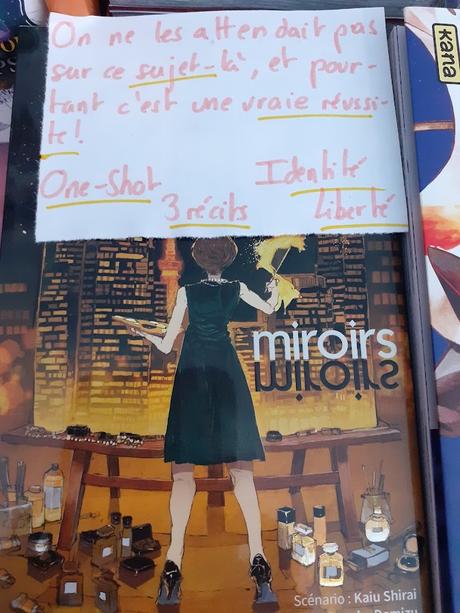 On ne les attendait pas
sur ce sujet-là, et pour-
tant c'est une vraie réussi-
te!
One-Shot
Identité
3 récits
Liberté
kana
miroirs
miroirs
Scénario : Kaiu Shirai
Demizu